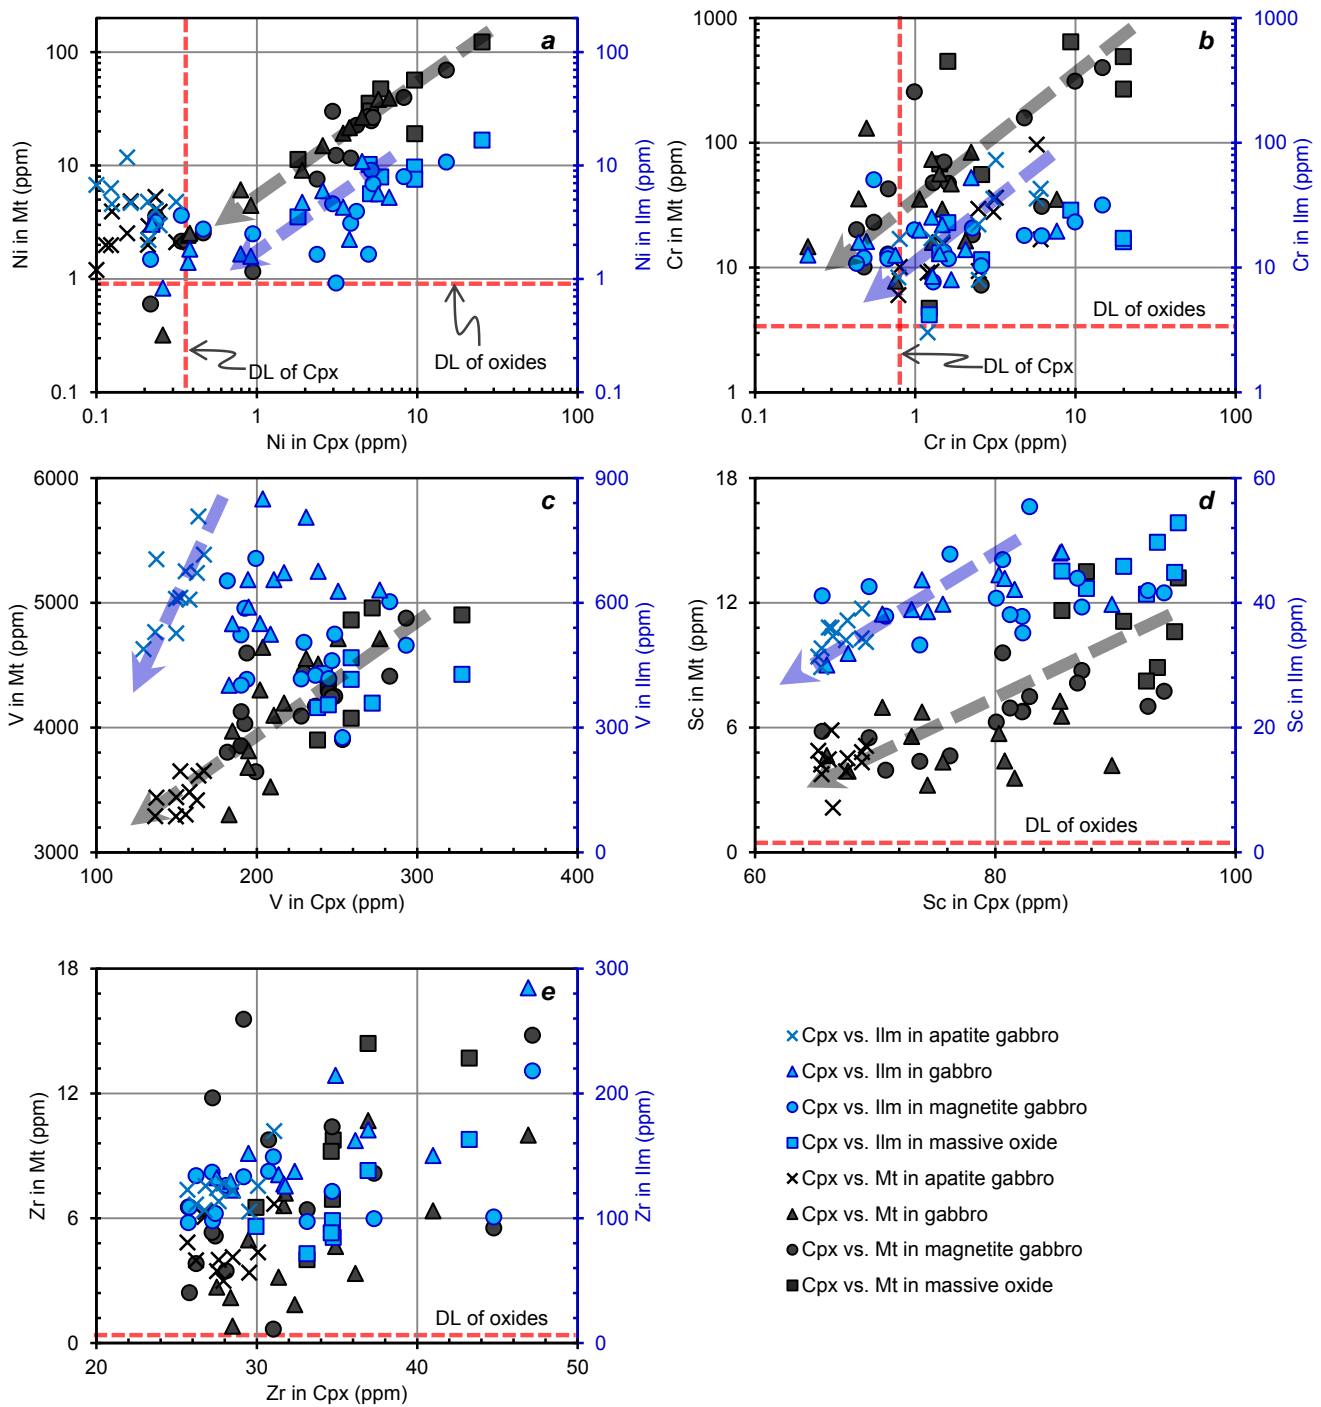 a
100
10
1
0.1
Ni in Mt (ppm)
100
10
1
0.1
Ni in Ilm (ppm)
DL of Cpx
DL of oxides
0.1
1
10
100
Ni in Cpx (ppm)
b
1000
100
10
1
Cr in Mt (ppm)
1000
100
10
1
Cr in Ilm (ppm)
DL of oxides
DL of Cpx
0.1
1
10
100
Cr in Cpx (ppm)
c
6000
5000
4000
3000
V in Mt (ppm)
900
600
300
0
V in Ilm (ppm)
100
200
300
400
V in Cpx (ppm)
d
18
12
6
0
Sc in Mt (ppm)
60
40
20
0
Sc in Ilm (ppm)
DL of oxides
60
80
100
Sc in Cpx (ppm)
e
18
12
6
0
Zr in Mt (ppm)
300
200
100
0
Zr in Ilm (ppm)
DL of oxides
20
30
40
50
Zr in Cpx (ppm)
Cpx vs. Ilm in apatite gabbro
Cpx vs. Ilm in gabbro
Cpx vs. Ilm in magnetite gabbro
Cpx vs. Ilm in massive oxide
Cpx vs. Mt in apatite gabbro
Cpx vs. Mt in gabbro
Cpx vs. Mt in magnetite gabbro
Cpx vs. Mt in massive oxide